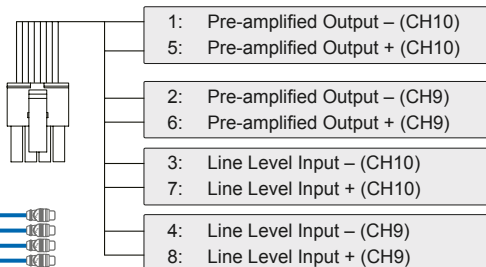 1: Pre-amplified Output – (CH10)
5: Pre-amplified Output + (CH10)
2: Pre-amplified Output – (CH9)
6: Pre-amplified Output + (CH9)
3: Line Level Input – (CH10)
7: Line Level Input + (CH10)
4: Line Level Input – (CH9)
8: Line Level Input + (CH9)